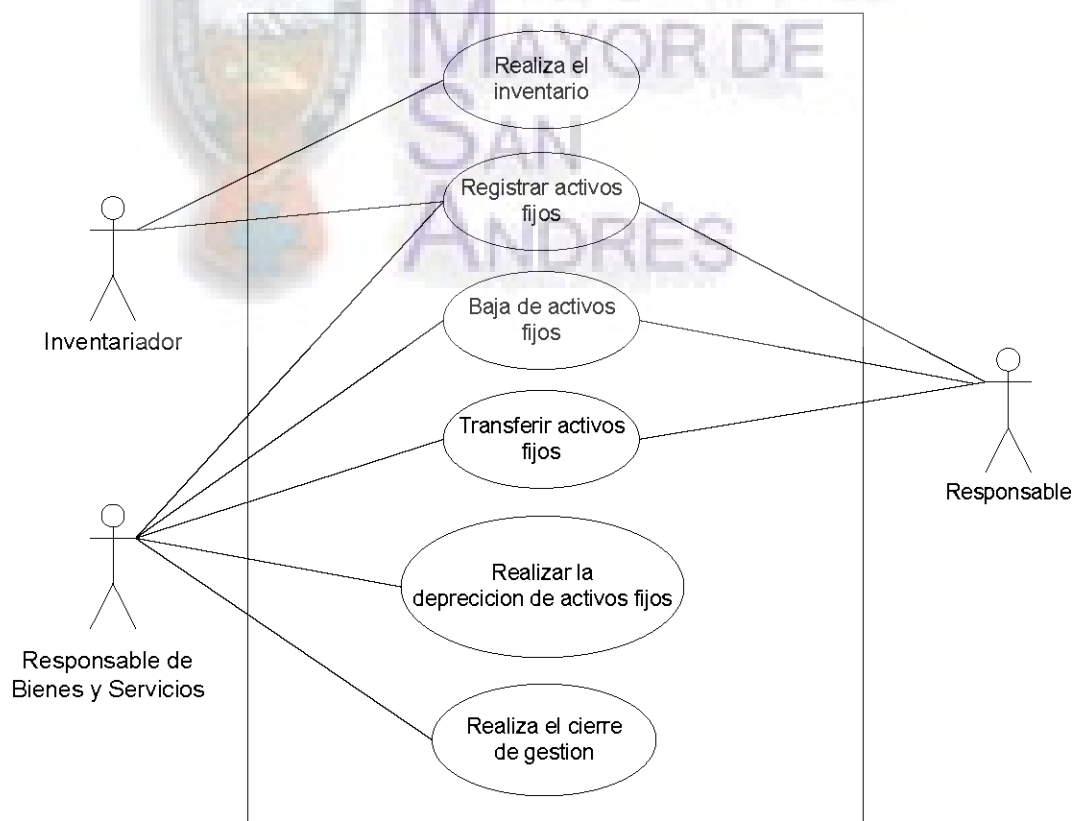 MAYOR DE
SAN
ANDRÉS
Realiza el
inventario
Registrar activos
fijos
Baja de activos
fijos
Transferir activos
fijos
Realizar la
deprecicion de activos fijos
Realiza el cierre
de gestion
Inventariador
Responsable de
Bienes y Servicios
Responsable